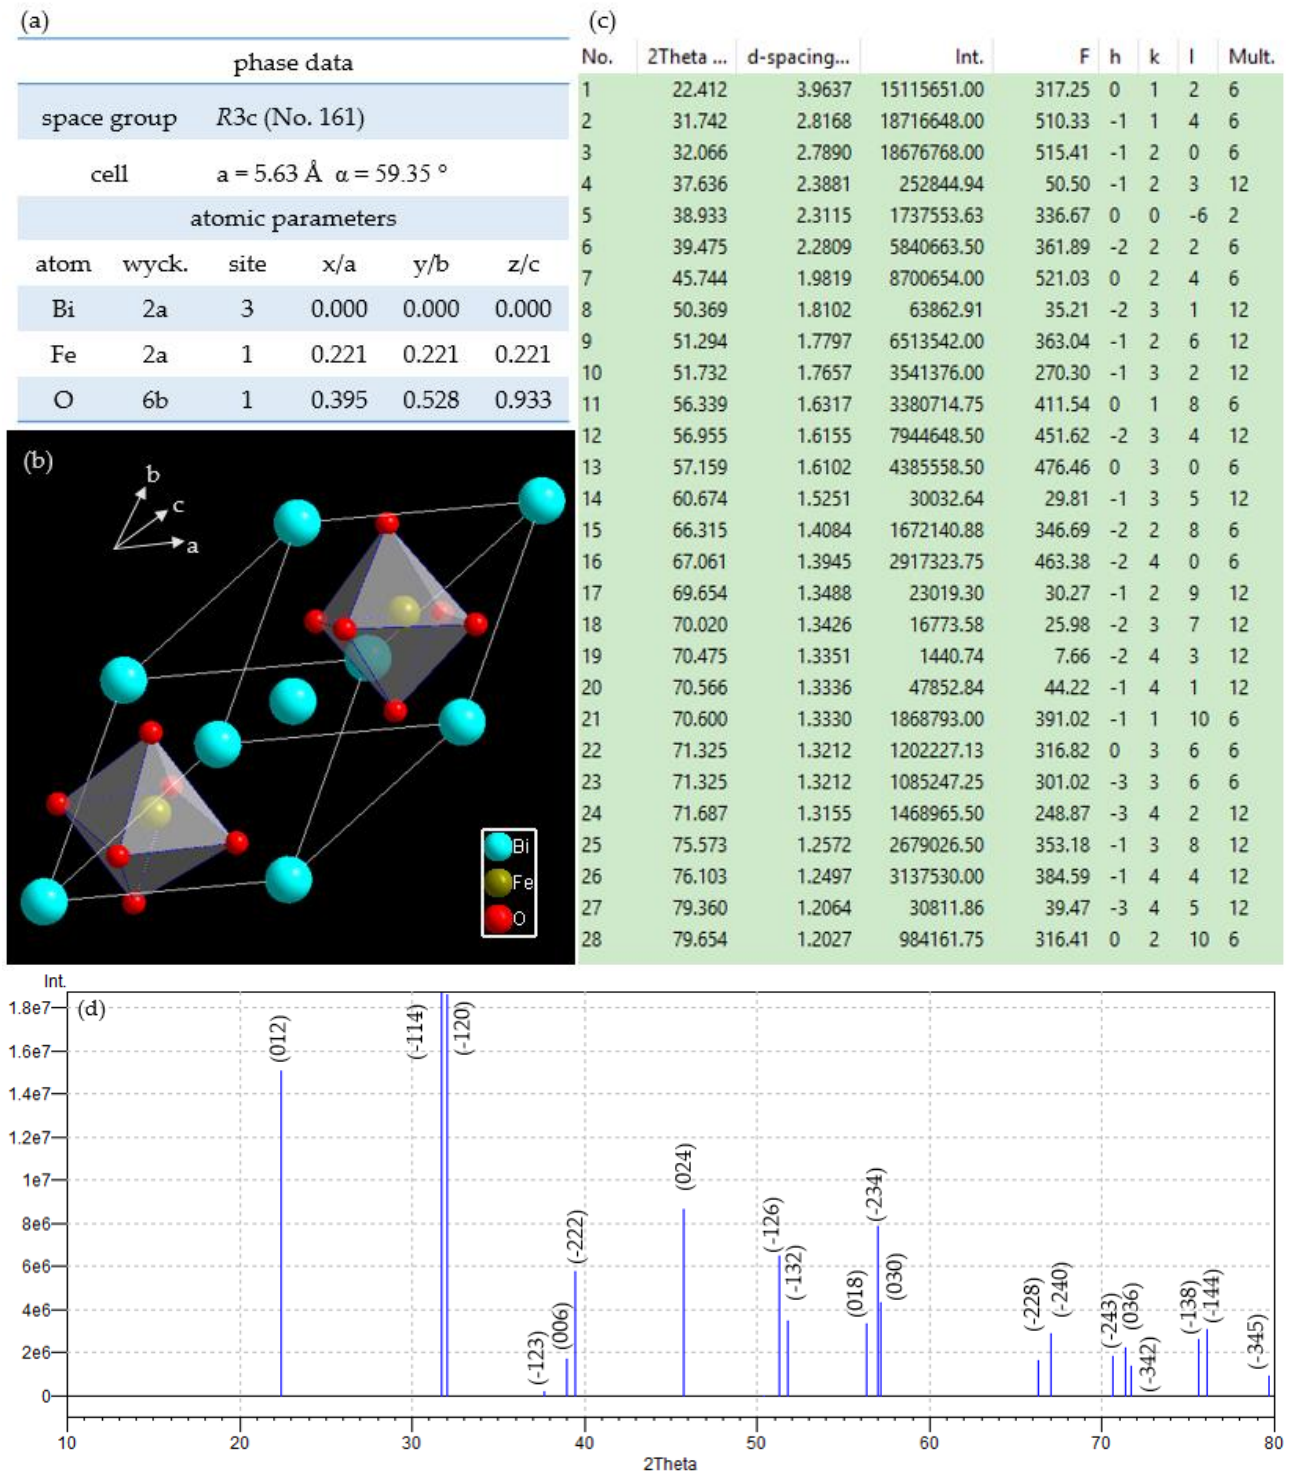 (a)
phase data
space group R3c (No. 161)
cell a = 5.63 Å α = 59.35 °
atomic parameters
atom wyck. site x/a y/b z/c
Bi 2a 3 0.000 0.000 0.000
Fe 2a 1 0.221 0.221 0.221
O 6b 1 0.395 0.528 0.933
(b)
b
c
a
Bi
Fe
O
(c)
No. 2Theta ... d-spacing... Int. F h k l Mult.
1 22.412 3.9637 15115651.00 317.25 0 1 2 6
2 31.742 2.8168 18716648.00 510.33 -1 1 4 6
3 32.066 2.7890 18676768.00 515.41 -1 2 0 6
4 37.636 2.3881 252844.94 50.50 -1 2 3 12
5 38.933 2.3115 1737553.63 336.67 0 0 -6 2
6 39.475 2.2809 5840663.50 361.89 -2 2 2 6
7 45.744 1.9819 8700654.00 521.03 0 2 4 6
8 50.369 1.8102 63862.91 35.21 -2 3 1 12
9 51.294 1.7797 6513542.00 363.04 -1 2 6 12
10 51.732 1.7657 3541376.00 270.30 -1 3 2 12
11 56.339 1.6317 3380714.75 411.54 0 1 8 6
12 56.955 1.6155 7944648.50 451.62 -2 3 4 12
13 57.159 1.6102 4385558.50 476.46 0 3 0 6
14 60.674 1.5251 30032.64 29.81 -1 3 5 12
15 66.315 1.4084 1672140.88 346.69 -2 2 8 6
16 67.061 1.3945 2917323.75 463.38 -2 4 0 6
17 69.654 1.3488 23019.30 30.27 -1 2 9 12
18 70.020 1.3426 16773.58 25.98 -2 3 7 12
19 70.475 1.3351 1440.74 7.66 -2 4 3 12
20 70.566 1.3336 47852.84 44.22 -1 4 1 12
21 70.600 1.3330 1868793.00 391.02 -1 1 10 6
22 71.325 1.3212 1202227.13 316.82 0 3 6 6
23 71.325 1.3212 1085247.25 301.02 -3 3 6 6
24 71.687 1.3155 1468965.50 248.87 -3 4 2 12
25 75.573 1.2572 2679026.50 353.18 -1 3 8 12
26 76.103 1.2497 3137530.00 384.59 -1 4 4 12
27 79.360 1.2064 30811.86 39.47 -3 4 5 12
28 79.654 1.2027 984161.75 316.41 0 2 10 6
Int.
(d)
1.8e7
1.6e7
1.4e7
1.2e7
1e7
8e6
6e6
4e6
2e6
0
(012)
(-114)
(-120)
(-123)
(006)
(-222)
(024)
(-126)
(-132)
(018)
(-234)
(030)
(-228)
(-240)
(-243)
(036)
(-342)
(-138)
(-144)
(-345)
10 20 30 40 50 60 70 80
2Theta